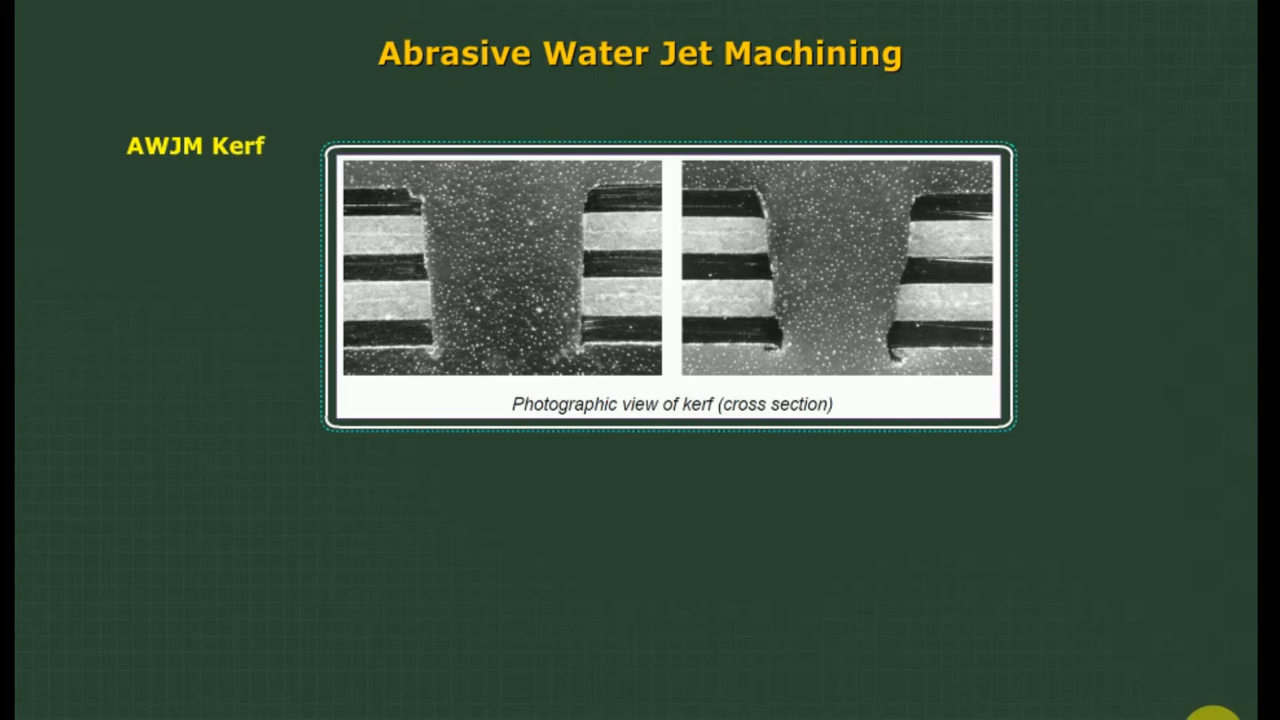 Abrasive Water Jet Machining
AWJM Kerf
Photographic view of kerf (cross section)